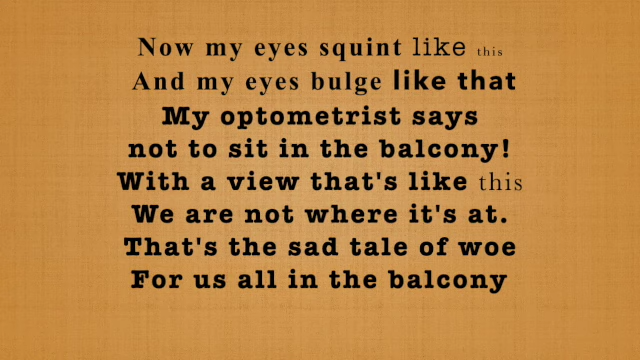 Now my eyes squint like this
And my eyes bulge like that
My optometrist says
not to sit in the balcony!
With a view that's like this
We are not where it's at.
That's the sad tale of woe
For us all in the balcony